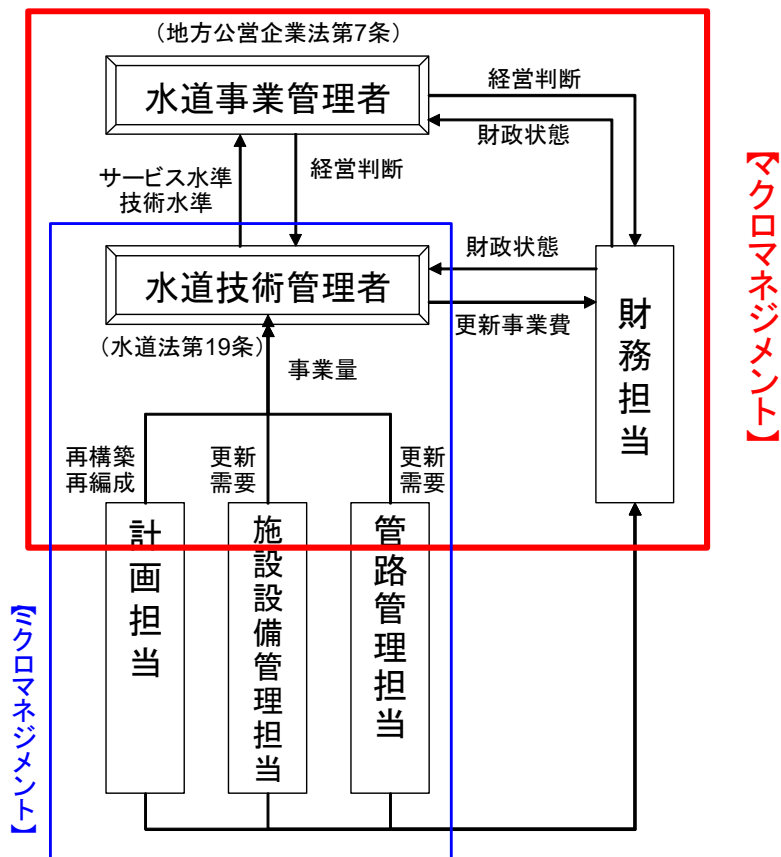 (地方公営企業法第7条)
水道事業管理者
経営判断
財政状態
サービス水準
技術水準
経営判断
【マクロマネジメント】
水道技術管理者
財政状態
更新事業費
財務担当
(水道法第19条)
事業量
再構築
再編成
更新
需要
更新
需要
計画担当
施設設備管理担当
管路管理担当
【ミクロマネジメント】